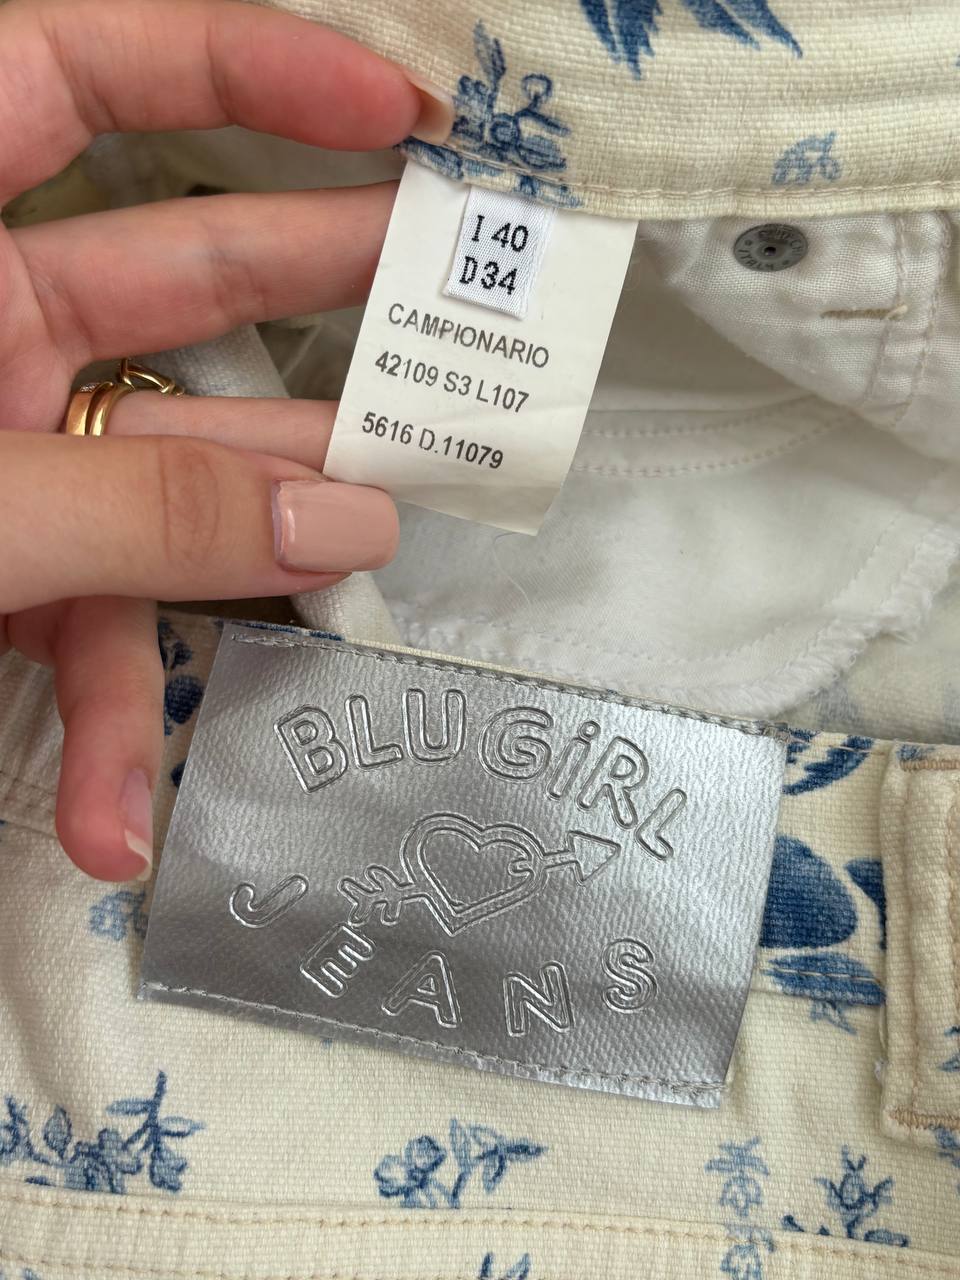 I 40
D 34
CAMPIONARIO
42109 S3 L107
5616 D.11079
BLUGiRL
JEANS